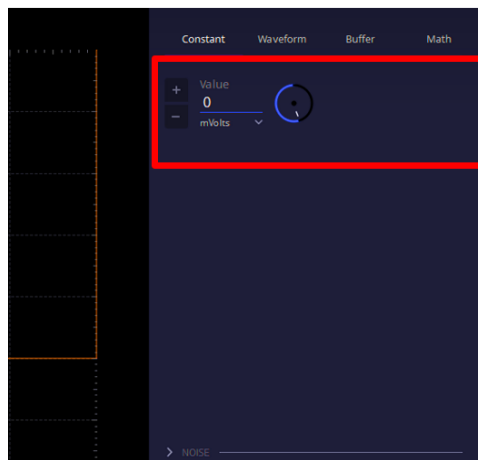 Constant Waveform Buffer Math
+ Value
0
- mVolts
NOISE